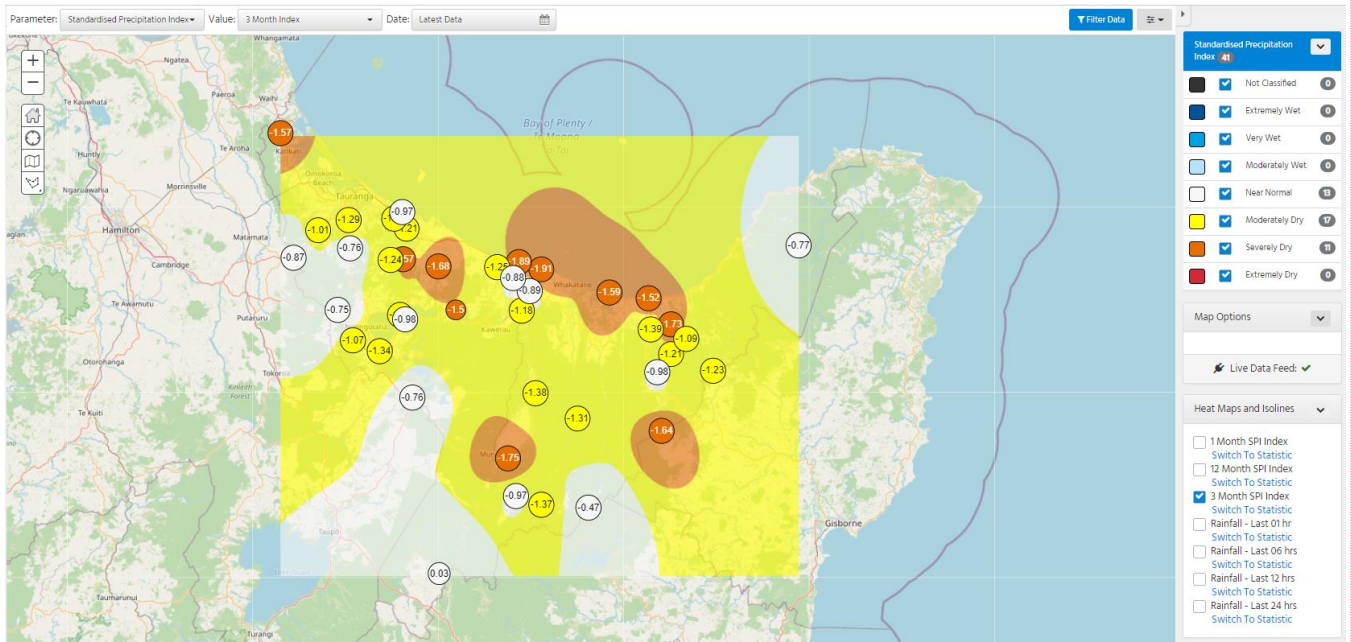 Parameter: Standardised Precipitation Index Value: 3 Month Index Date: Latest Data Filter Data
+
−
Whangamata
Ngatea
Paeroa
Waihi
Te Kauwhata
Te Aroha
Katikati
Huntly
Bay of Plenty /
Omokoroa
Beach
Tauranga
Ngaruawahia
Morrinsville
Hamilton
Matamata
Cambridge
Te Awamutu
Putaruru
Whakatane
Kawerau
Otorohanga
Tokoroa
Te Kuiti
Forest
Taupō
Gisborne
Taumarunui
Turangi
-1.57
-0.97
-1.29
-1.01
-0.76
-0.87
-0.77
-1.24
-1.68
-1.25
-1.91
-0.88
-0.89
-1.59
-1.52
-0.75
-1.5
-1.18
-0.98
-1.39
-1.09
-1.07
-1.34
-1.21
-0.98
-1.23
-0.76
-1.38
-1.31
-1.64
-1.75
-0.97
-1.37
-0.47
0.03
Standardised Precipitation
Index 41
Not Classified 0
Extremely Wet 0
Very Wet 0
Moderately Wet 0
Near Normal 13
Moderately Dry 17
Severely Dry 11
Extremely Dry 0
Map Options
Live Data Feed:
Heat Maps and Isolines
1 Month SPI Index
Switch To Statistic
12 Month SPI Index
Switch To Statistic
3 Month SPI Index
Switch To Statistic
Rainfall - Last 01 hr
Switch To Statistic
Rainfall - Last 06 hrs
Switch To Statistic
Rainfall - Last 12 hrs
Switch To Statistic
Rainfall - Last 24 hrs
Switch To Statistic